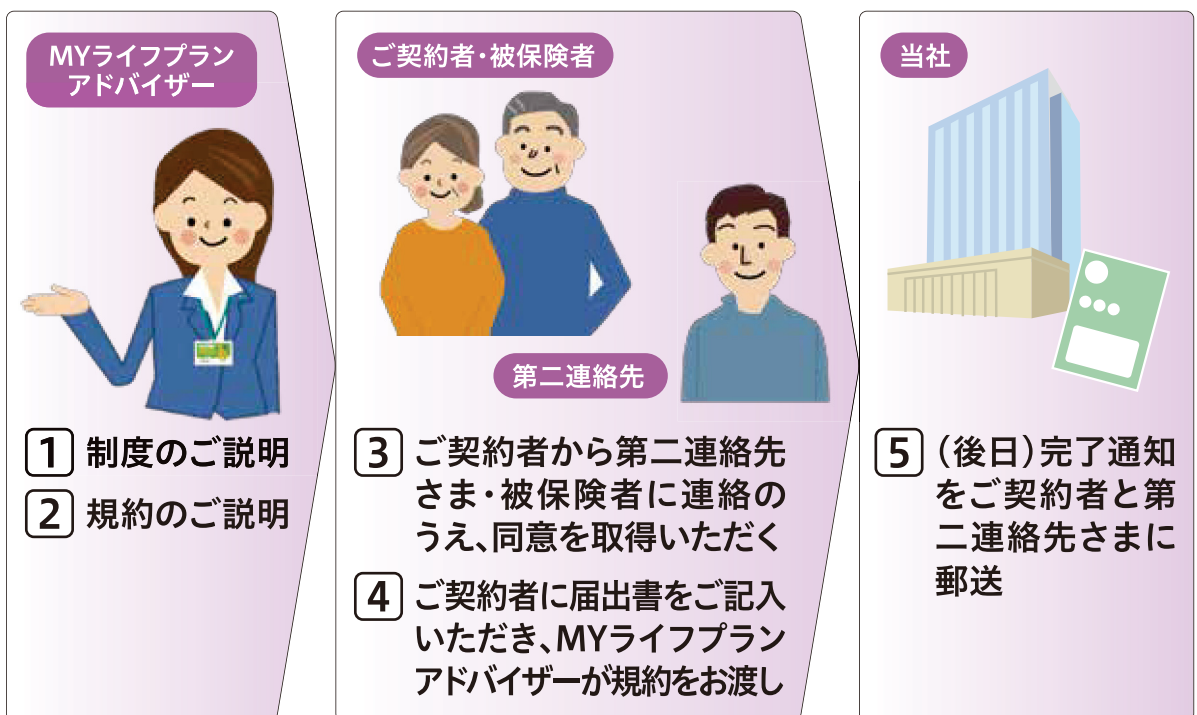 MYライフプラン
アドバイザー
1 制度のご説明
2 規約のご説明
ご契約者・被保険者
第二連絡先
3 ご契約者から第二連絡先
さま・被保険者に連絡の
うえ、同意を取得いただく
4 ご契約者に届出書をご記入
いただき、MYライフプラン
アドバイザーが規約をお渡し
当社
5 （後日）完了通知
をご契約者と第
二連絡先さまに
郵送